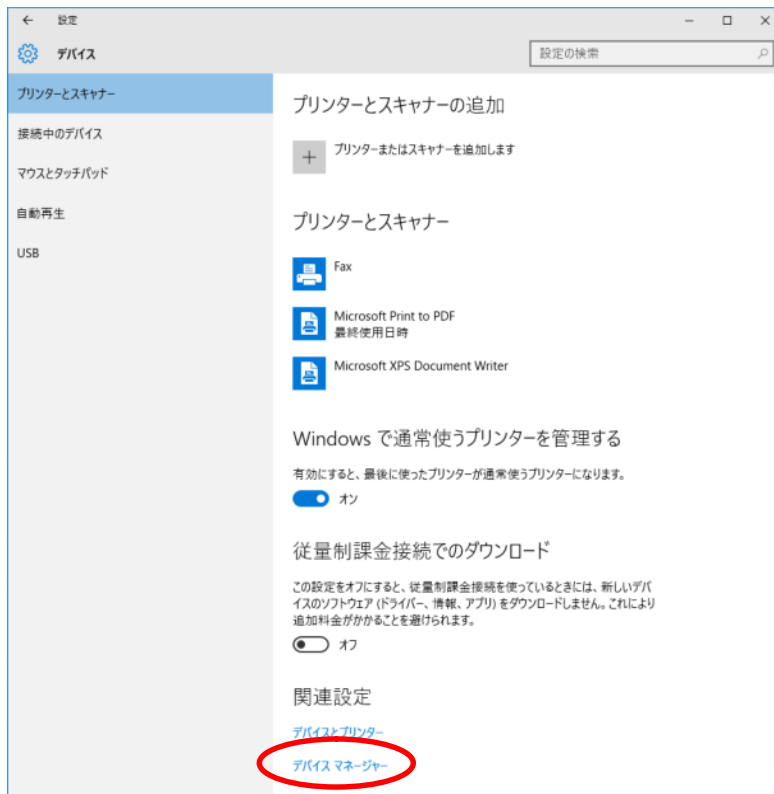 設定
デバイス
設定の検索
プリンターとスキャナー
接続中のデバイス
マウスとタッチパッド
自動再生
USB
プリンターとスキャナーの追加
プリンターまたはスキャナーを追加します
プリンターとスキャナー
Fax
Microsoft Print to PDF
最終使用日時
Microsoft XPS Document Writer
Windows で通常使うプリンターを管理する
有効にすると、最後に使ったプリンターが通常使うプリンターになります。
オン
従量制課金接続でのダウンロード
この設定をオフにすると、従量制課金接続を使っているときには、新しいデバ
イスのソフトウェア (ドライバー、情報、アプリ) をダウンロードしません。これにより
追加料金がかかることを避けられます。
オフ
関連設定
デバイスとプリンター
デバイス マネージャー